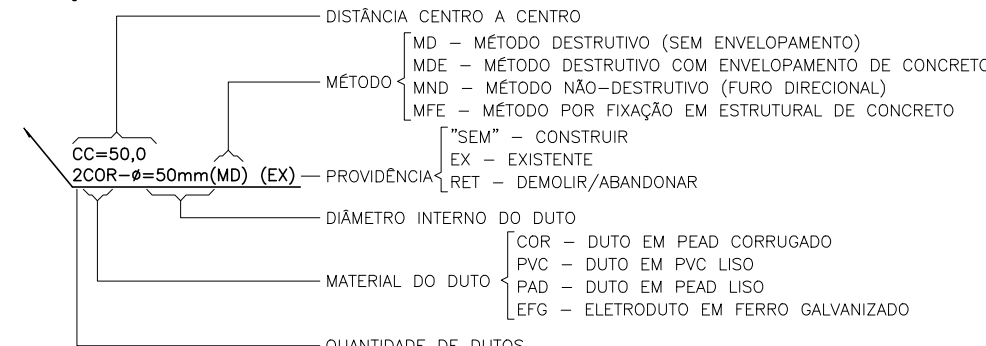 DISTÂNCIA CENTRO A CENTRO
MD – MÉTODO DESTRUTIVO (SEM ENVELOPAMENTO)
MDE – MÉTODO DESTRUTIVO COM ENVELOPAMENTO DE CONCRETO
MÉTODO
MND – MÉTODO NÃO-DESTRUTIVO (FURO DIRECIONAL)
MFE – MÉTODO POR FIXAÇÃO EM ESTRUTURAL DE CONCRETO
"SEM" – CONSTRUIR
CC=50,0
EX – EXISTENTE
2COR-ø=50mm(MD) (EX)
PROVIDÊNCIA
RET – DEMOLIR/ABANDONAR
DIÂMETRO INTERNO DO DUTO
COR – DUTO EM PEAD CORRUGADO
PVC – DUTO EM PVC LISO
MATERIAL DO DUTO
PAD – DUTO EM PEAD LISO
EFG – ELETRODUTO EM FERRO GALVANIZADO
QUANTIDADE DE DUTOS